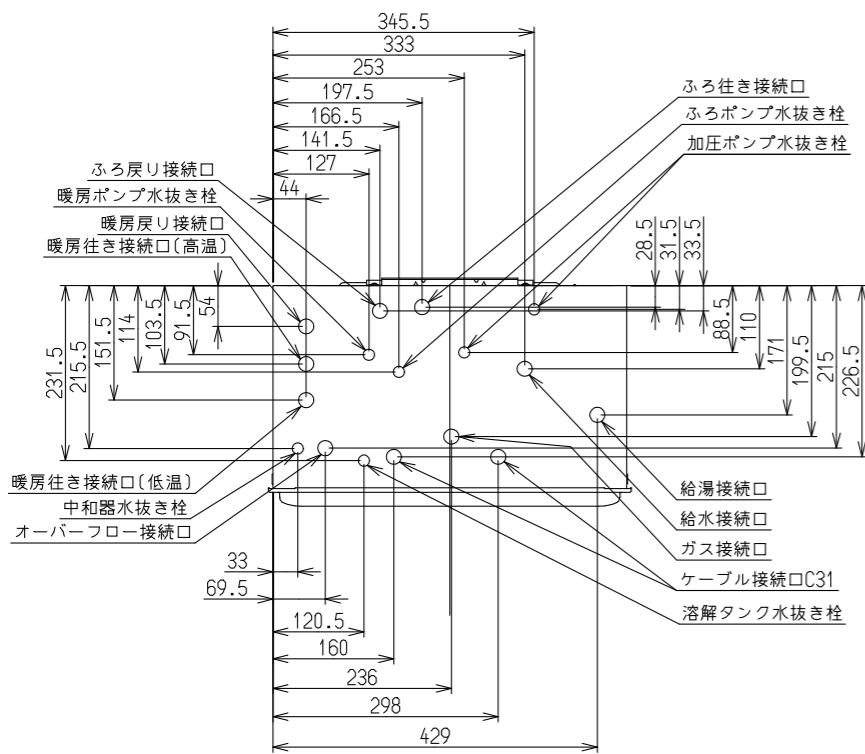 345.5
333
253
197.5
166.5
141.5
127
44
ふろ往き接続口
ふろポンプ水抜き栓
加圧ポンプ水抜き栓
ふろ戻り接続口
暖房ポンプ水抜き栓
暖房戻り接続口
暖房往き接続口(高温)
231.5
215.5
151.5
114
103.5
91.5
54
28.5
31.5
33.5
88.5
110
171
199.5
215
226.5
暖房往き接続口(低温)
中和器水抜き栓
オーバーフロー接続口
給湯接続口
給水接続口
ガス接続口
ケーブル接続口C31
溶解タンク水抜き栓
33
69.5
120.5
160
236
298
429